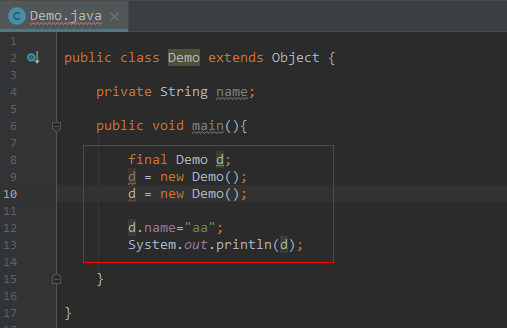 Demo.java
1
2 public class Demo extends Object {
3
4 private String name;
5
6 public void main(){
7
8 final Demo d;
9 d = new Demo();
10 d = new Demo();
11
12 d.name="aa";
13 System.out.println(d);
14
15 }
16
17 }
18